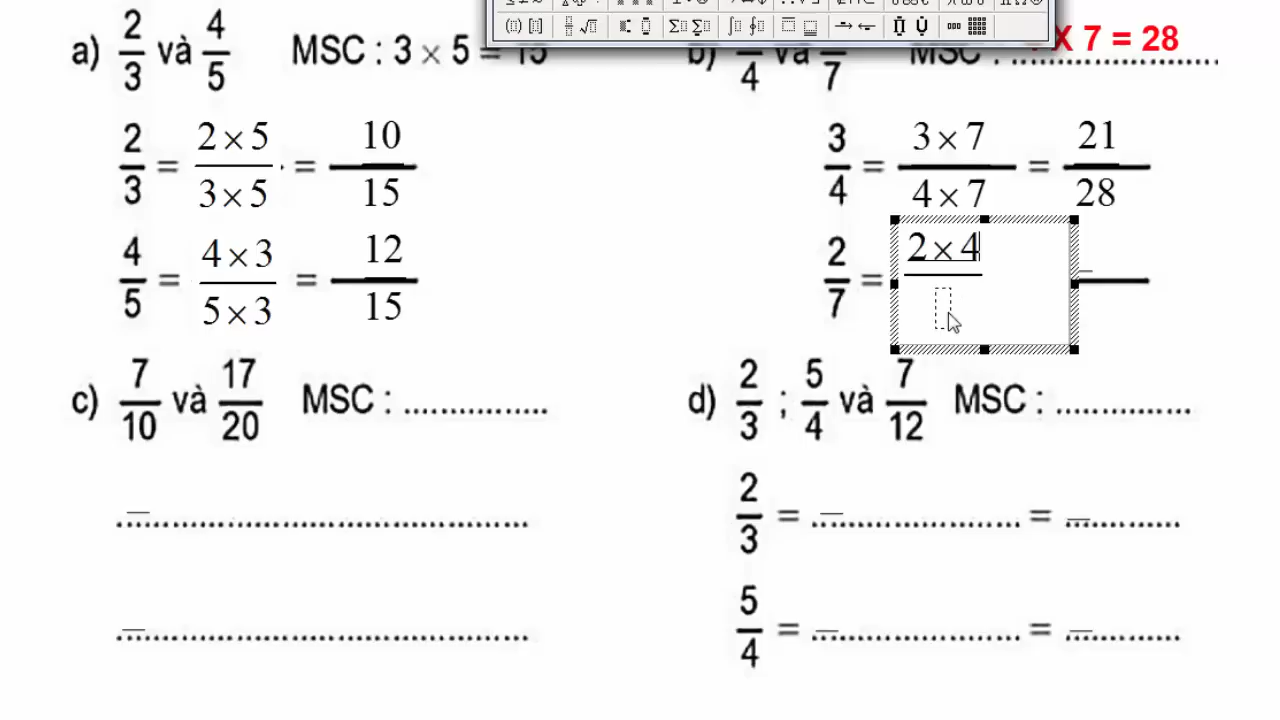 a) 2/3 và 4/5 MSC : 3 × 5 = 15
b) /4 và /7 MSC : X 7 = 28
2/3 = 2 × 5/3 × 5 = 10/15
3/4 = 3 × 7/4 × 7 = 21/28
4/5 = 4 × 3/5 × 3 = 12/15
2/7 = 2 × 4
c) 7/10 và 17/20 MSC : ................
d) 2/3 ; 5/4 và 7/12 MSC : ...............
2/3 = ....................... = .............
5/4 = ....................... = .............